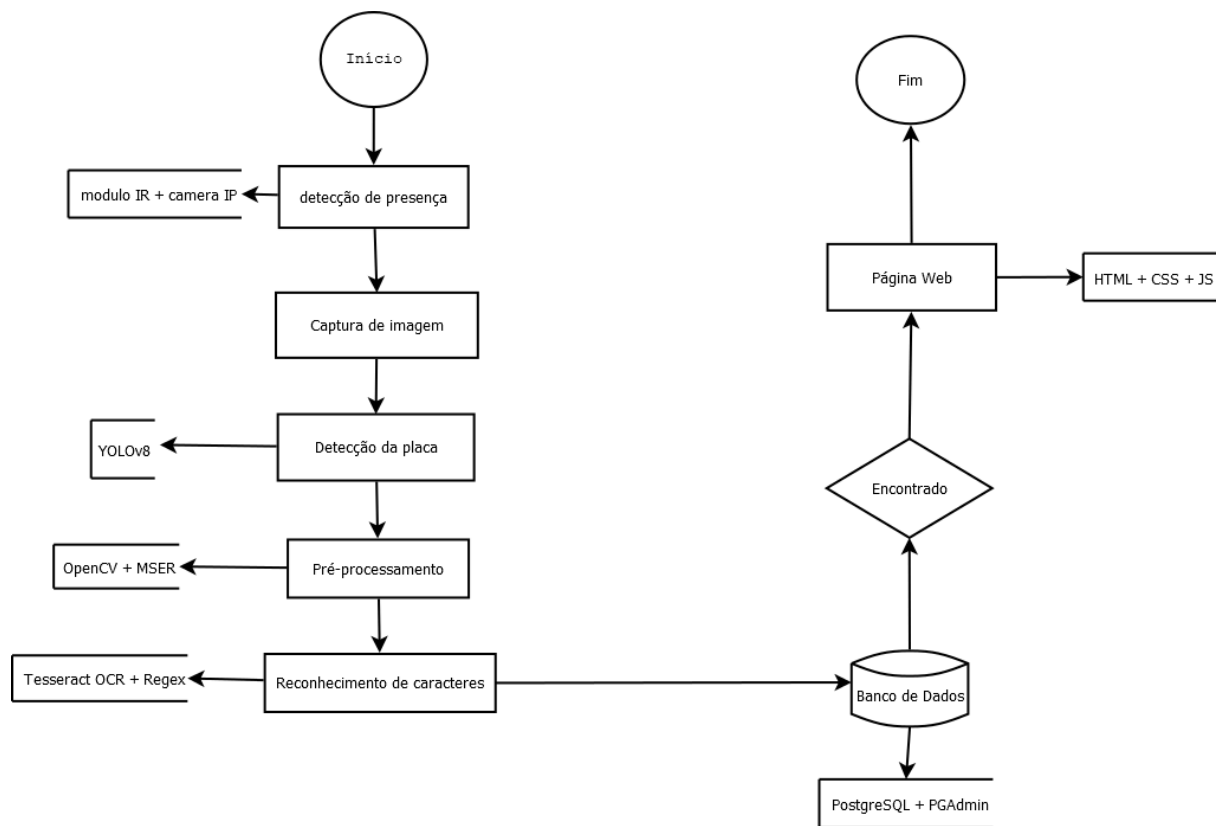 Início
detecção de presença
modulo IR + camera IP
Captura de imagem
Detecção da placa
YOLOv8
Pré-processamento
OpenCV + MSER
Reconhecimento de caracteres
Tesseract OCR + Regex
Banco de Dados
PostgreSQL + PGAdmin
Encontrado
Página Web
HTML + CSS + JS
Fim